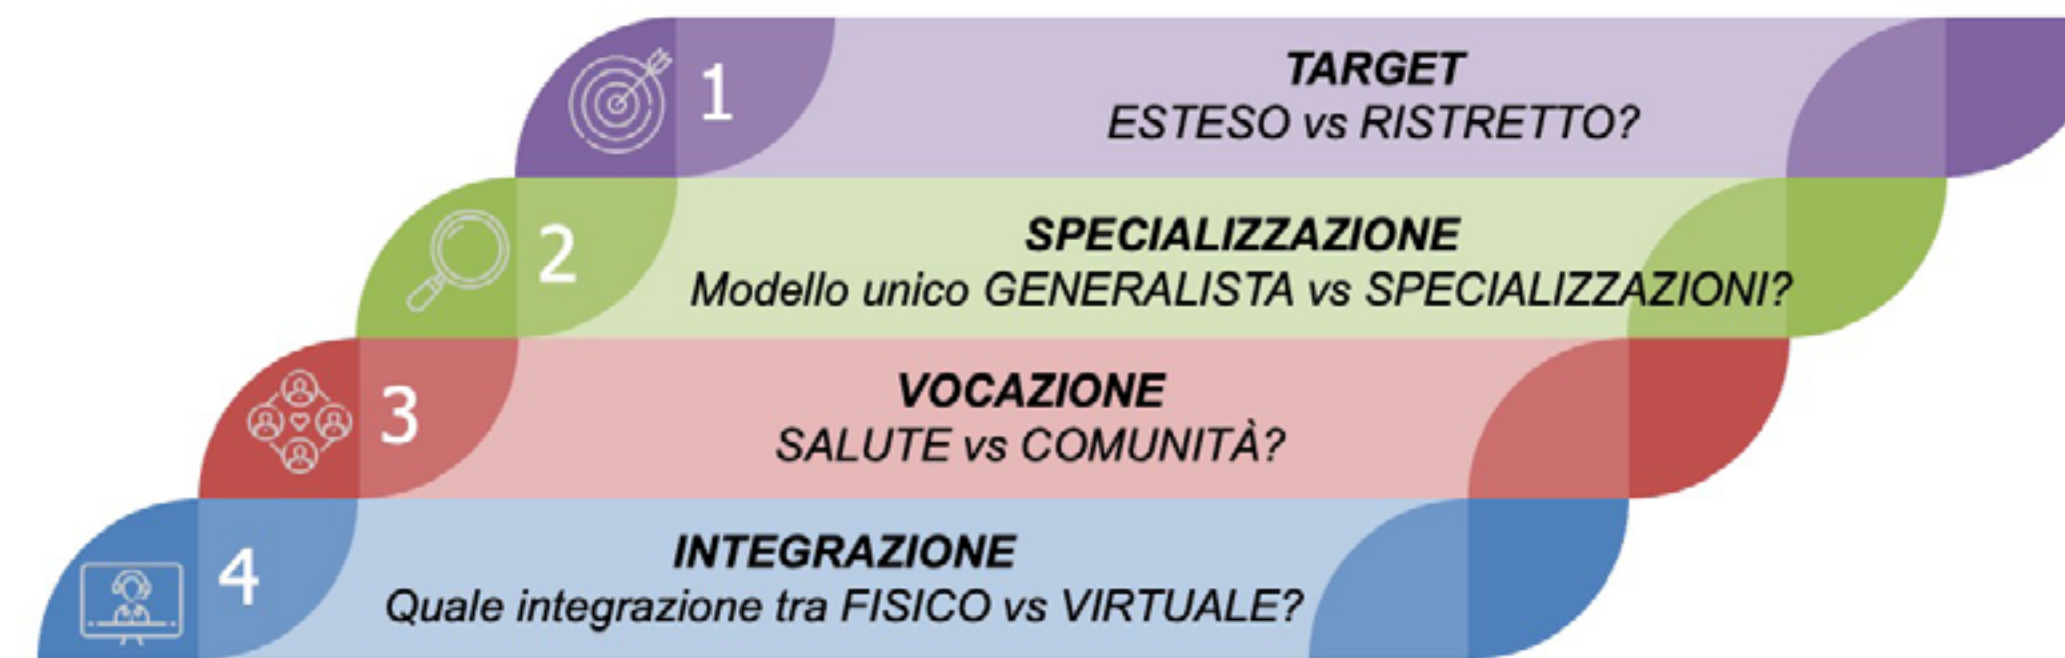 1
TARGET
ESTESO vs RISTRETTO?
2
SPECIALIZZAZIONE
Modello unico GENERALISTA vs SPECIALIZZAZIONI?
3
VOCAZIONE
SALUTE vs COMUNITÀ?
4
INTEGRAZIONE
Quale integrazione tra FISICO vs VIRTUALE?